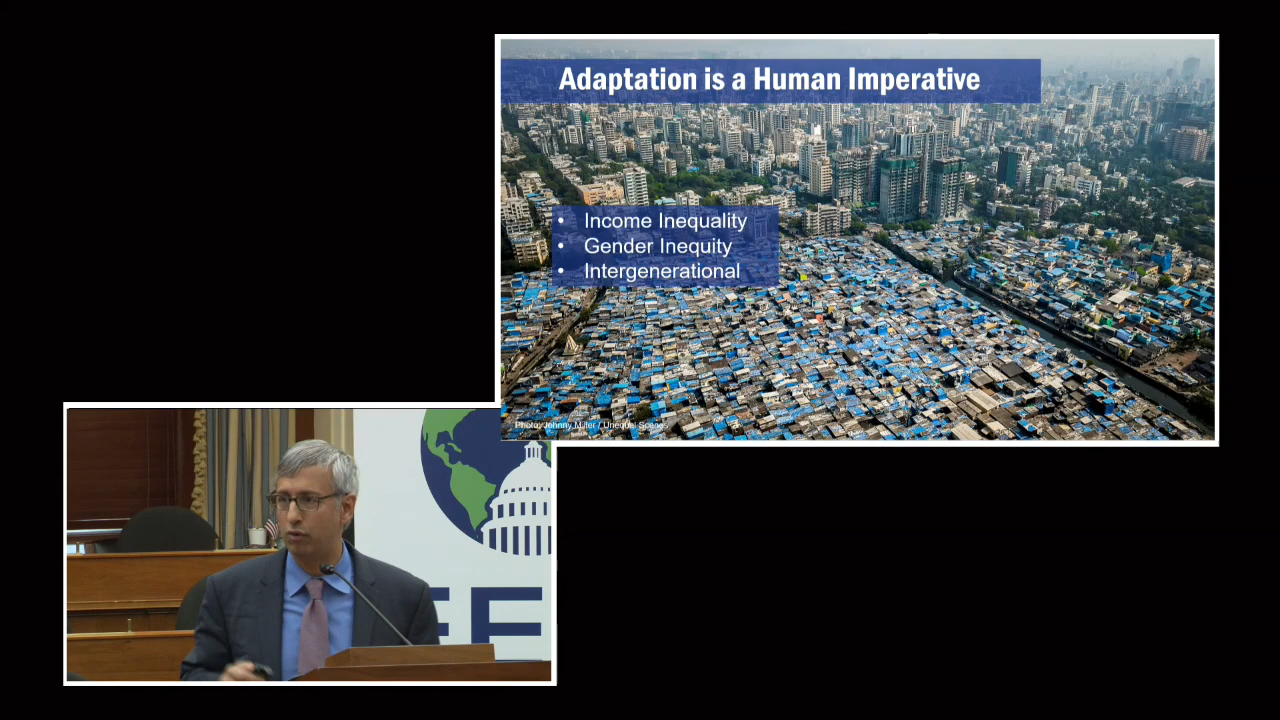 Adaptation is a Human Imperative
• Income Inequality
• Gender Inequity
• Intergenerational
Photo: Johnny Miller / Unequal Scenes